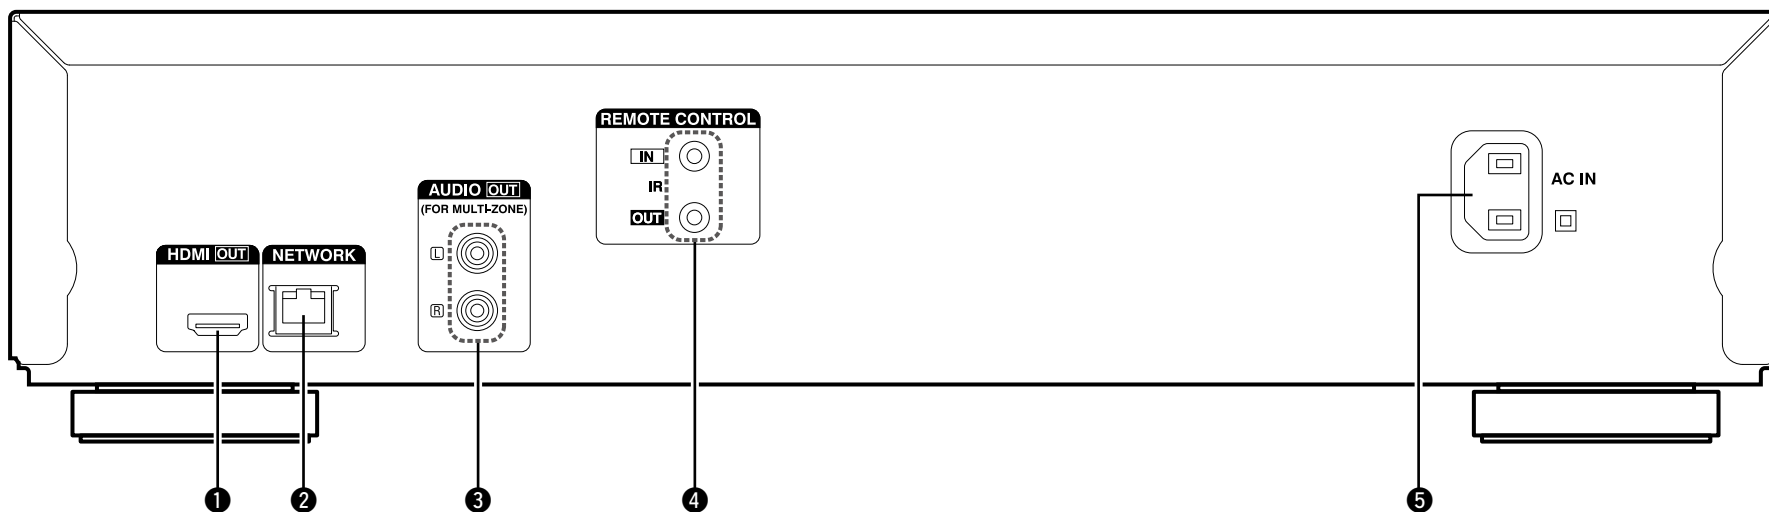 REMOTE CONTROL
IN
IR
OUT
AC IN
AUDIO OUT
(FOR MULTI-ZONE)
L
R
HDMI OUT
NETWORK
❶
❷
❸
❹
❺